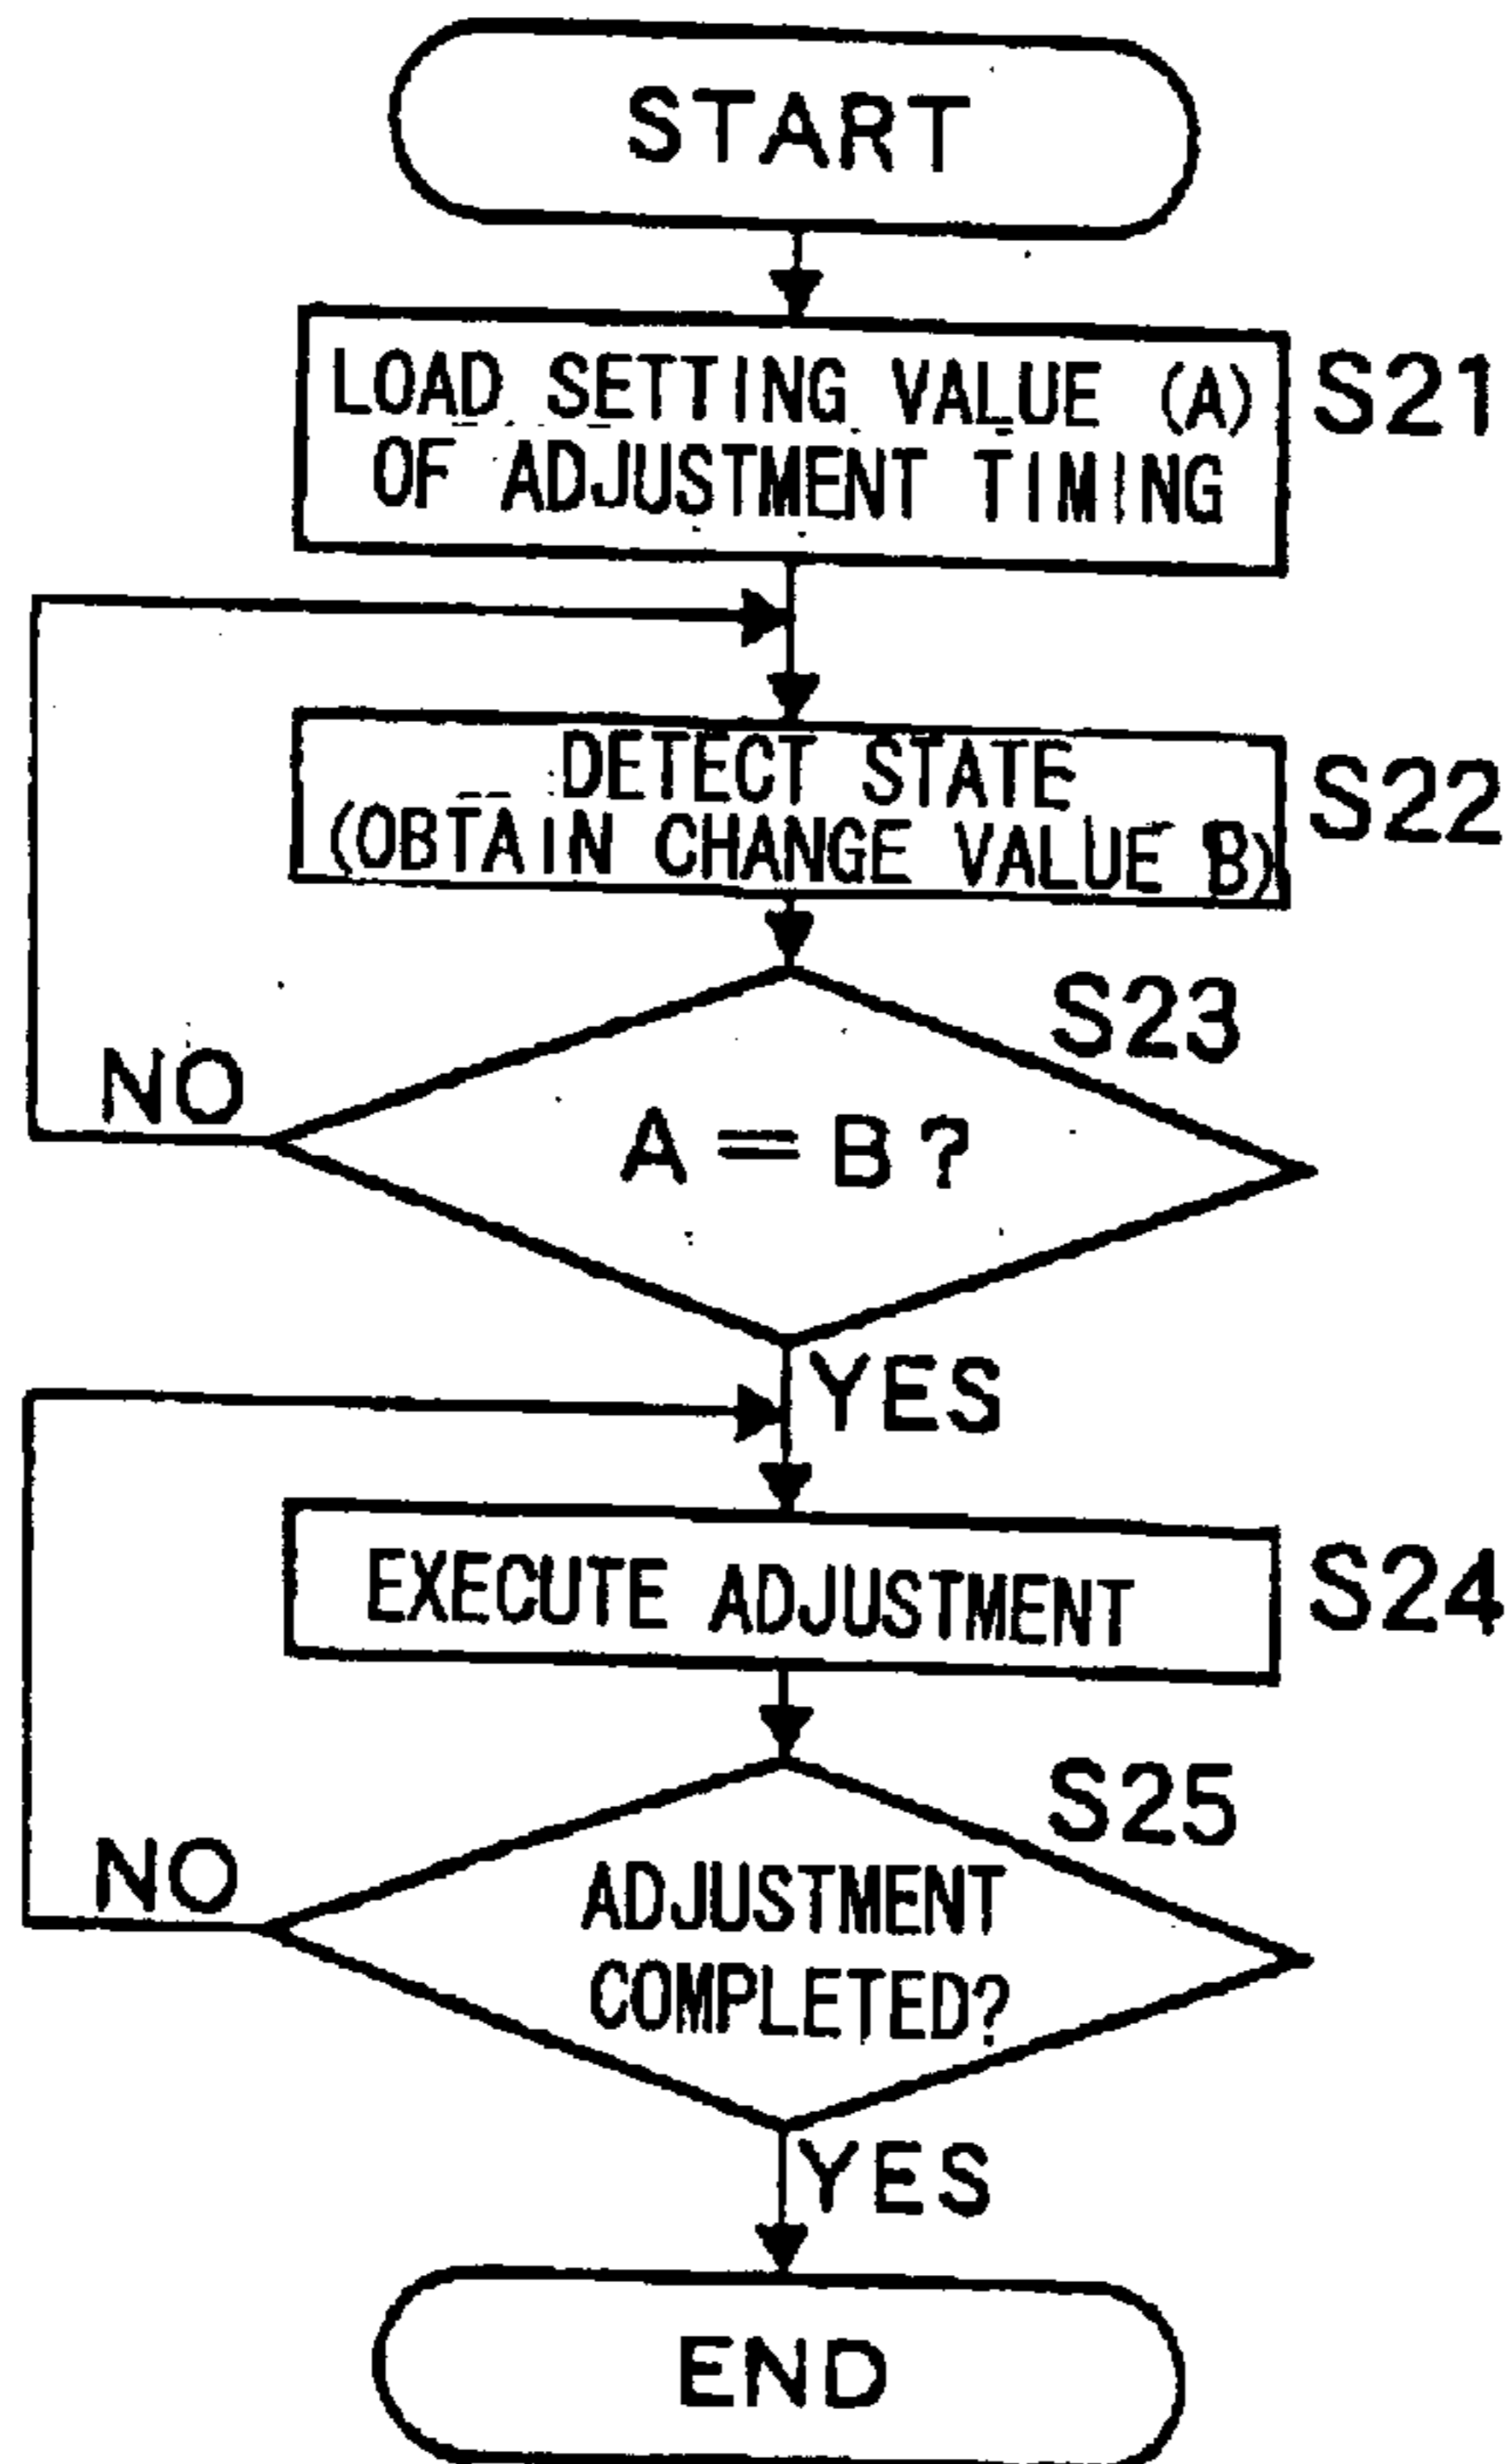 START
LOAD SETTING VALUE (A)
OF ADJUSTMENT TIMING
S21
DETECT STATE
(OBTAIN CHANGE VALUE B)
S22
S23
A=B?
NO
YES
EXECUTE ADJUSTMENT
S24
S25
ADJUSTMENT
COMPLETED?
NO
YES
END